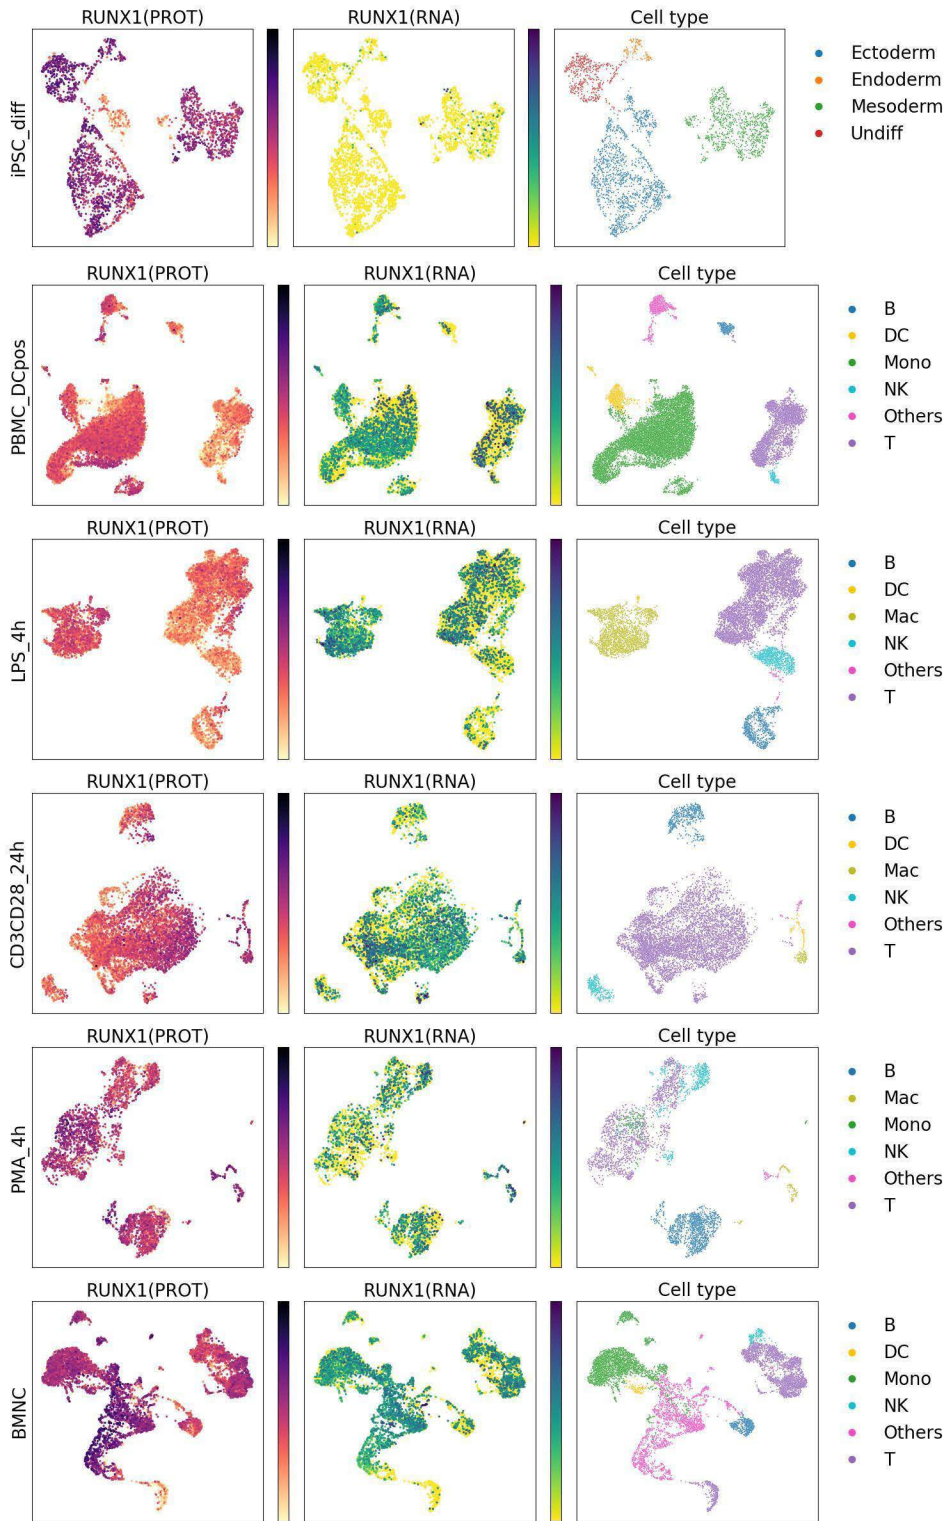 RUNX1(PROT) RUNX1(RNA) Cell type
iPSC_diff
Ectoderm
Endoderm
Mesoderm
Undiff
RUNX1(PROT) RUNX1(RNA) Cell type
PBMC_DCpos
B
DC
Mono
NK
Others
T
RUNX1(PROT) RUNX1(RNA) Cell type
LPS_4h
B
DC
Mac
NK
Others
T
RUNX1(PROT) RUNX1(RNA) Cell type
CD3CD28_24h
B
DC
Mac
NK
Others
T
RUNX1(PROT) RUNX1(RNA) Cell type
PMA_4h
B
Mac
Mono
NK
Others
T
RUNX1(PROT) RUNX1(RNA) Cell type
BMNC
B
DC
Mono
NK
Others
T